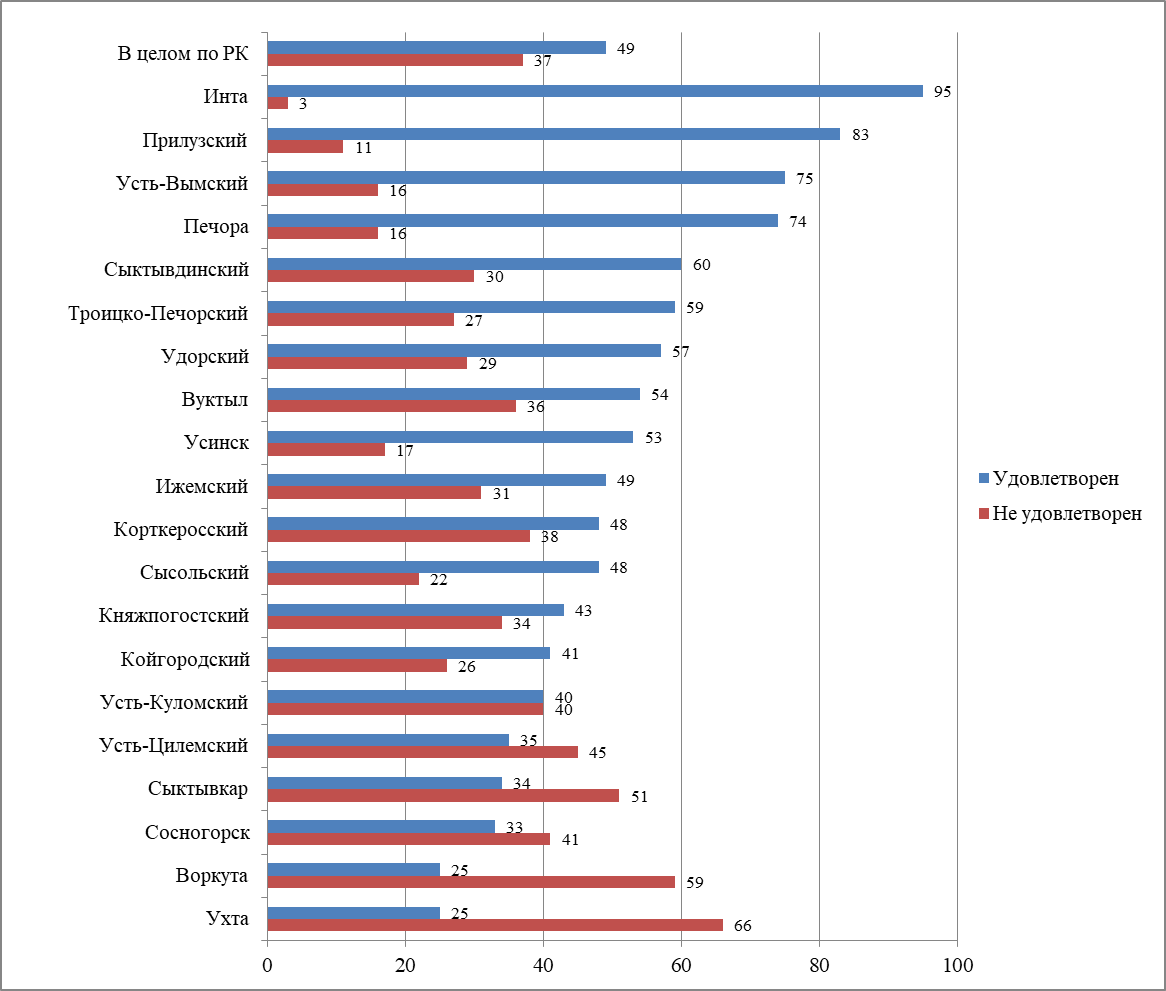 В целом по РК
49
37
Инта
95
3
Прилузский
83
11
Усть-Вымский
75
16
Печора
74
16
Сыктывдинский
60
30
Троицко-Печорский
59
27
Удорский
57
29
Вуктыл
54
36
Усинск
53
17
Ижемский
49
31
Корткеросский
48
38
Сысольский
48
22
Княжпогостский
43
34
Койгородский
41
26
Усть-Куломский
40
40
Усть-Цилемский
35
45
Сыктывкар
34
51
Сосногорск
33
41
Воркута
25
59
Ухта
25
66
0 20 40 60 80 100
Удовлетворен
Не удовлетворен